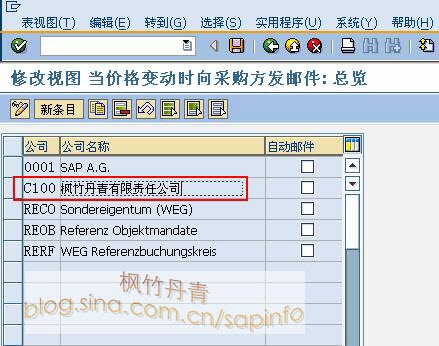 表视图(T) 编辑(E) 转到(G) 选择(S) 实用程序(U) 系统(Y) 帮助(H)
修改视图 当价格变动时向采购方发邮件: 总览
新条目
公司 公司名称 自动邮件
0001 SAP A.G.
C100 枫竹丹青有限责任公司
RECO Sondereigentum (WEG)
REOB Referenz Objektmandate
RERF WEG Referenzbuchungskreis
枫竹丹青
blog.sina.com.cn/sapinfo